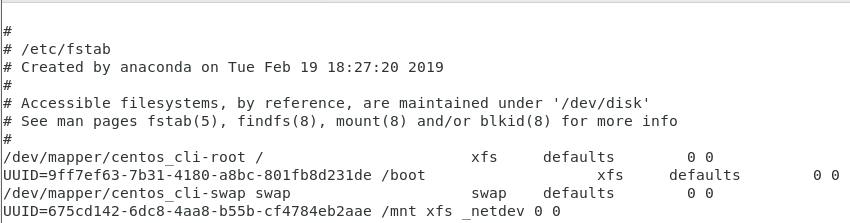 #
# /etc/fstab
# Created by anaconda on Tue Feb 19 18:27:20 2019
#
# Accessible filesystems, by reference, are maintained under '/dev/disk'
# See man pages fstab(5), findfs(8), mount(8) and/or blkid(8) for more info
#
/dev/mapper/centos_cli-root /                       xfs     defaults        0 0
UUID=9ff7ef63-7b31-4180-a8bc-801fb8d231de /boot                   xfs     defaults        0 0
/dev/mapper/centos_cli-swap swap                    swap    defaults        0 0
UUID=675cd142-6dc8-4aa8-b55b-cf4784eb2aae /mnt xfs _netdev 0 0